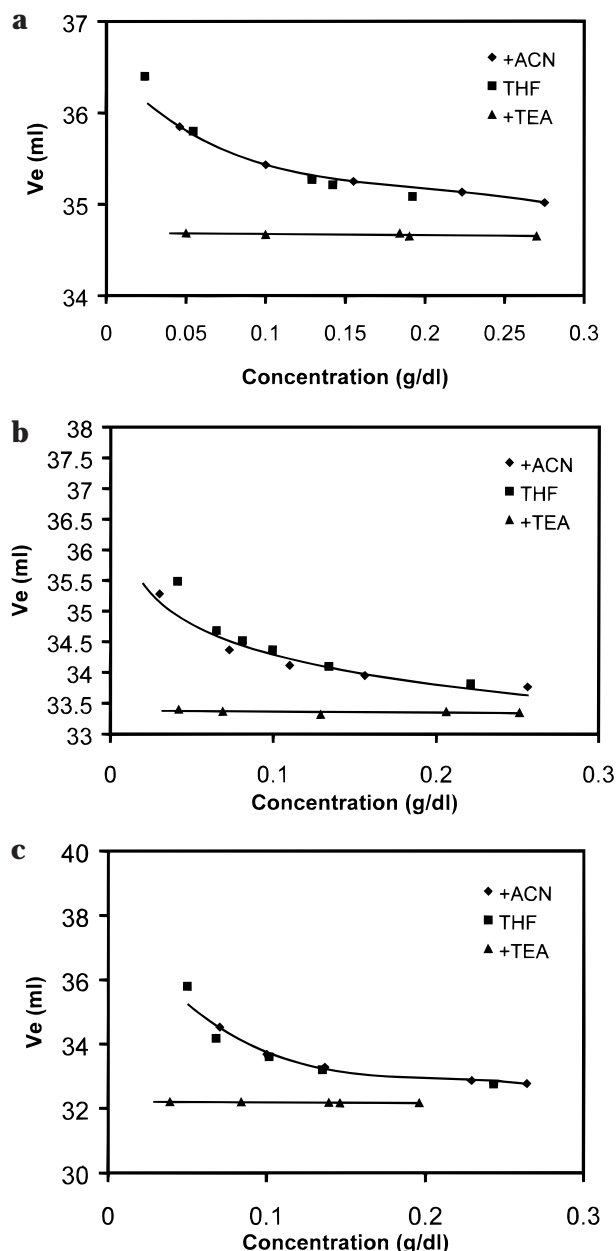 a
37
36
35
34
Ve (ml)
+ACN
THF
+TEA
0 0.05 0.1 0.15 0.2 0.25 0.3
Concentration (g/dl)
b
38
37.5
37
36.5
36
35.5
35
34.5
34
33.5
33
Ve (ml)
+ACN
THF
+TEA
0 0.1 0.2 0.3
Concentration (g/dl)
c
40
38
36
34
32
30
Ve (ml)
+ACN
THF
+TEA
0 0.1 0.2 0.3
Concentration (g/dl)